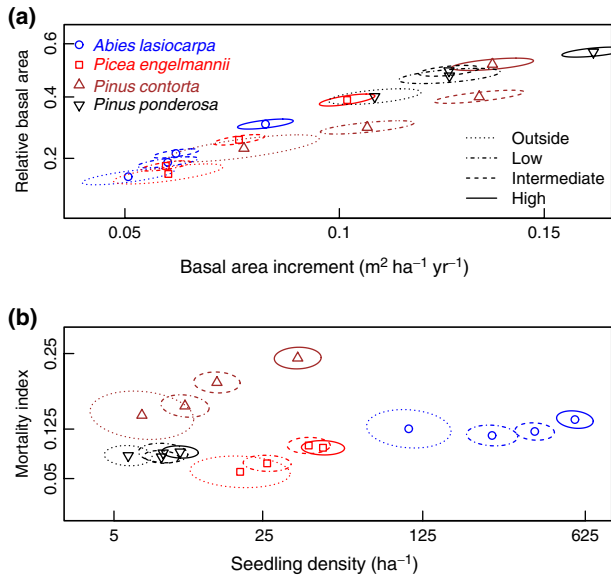 (a)
Abies lasiocarpa
Picea engelmannii
Pinus contorta
Pinus ponderosa
Outside
Low
Intermediate
High
Relative basal area
0.6
0.4
0.2
0.05
0.1
0.15
Basal area increment (m² ha⁻¹ yr⁻¹)
(b)
Mortality index
0.25
0.125
0.05
5
25
125
625
Seedling density (ha⁻¹)